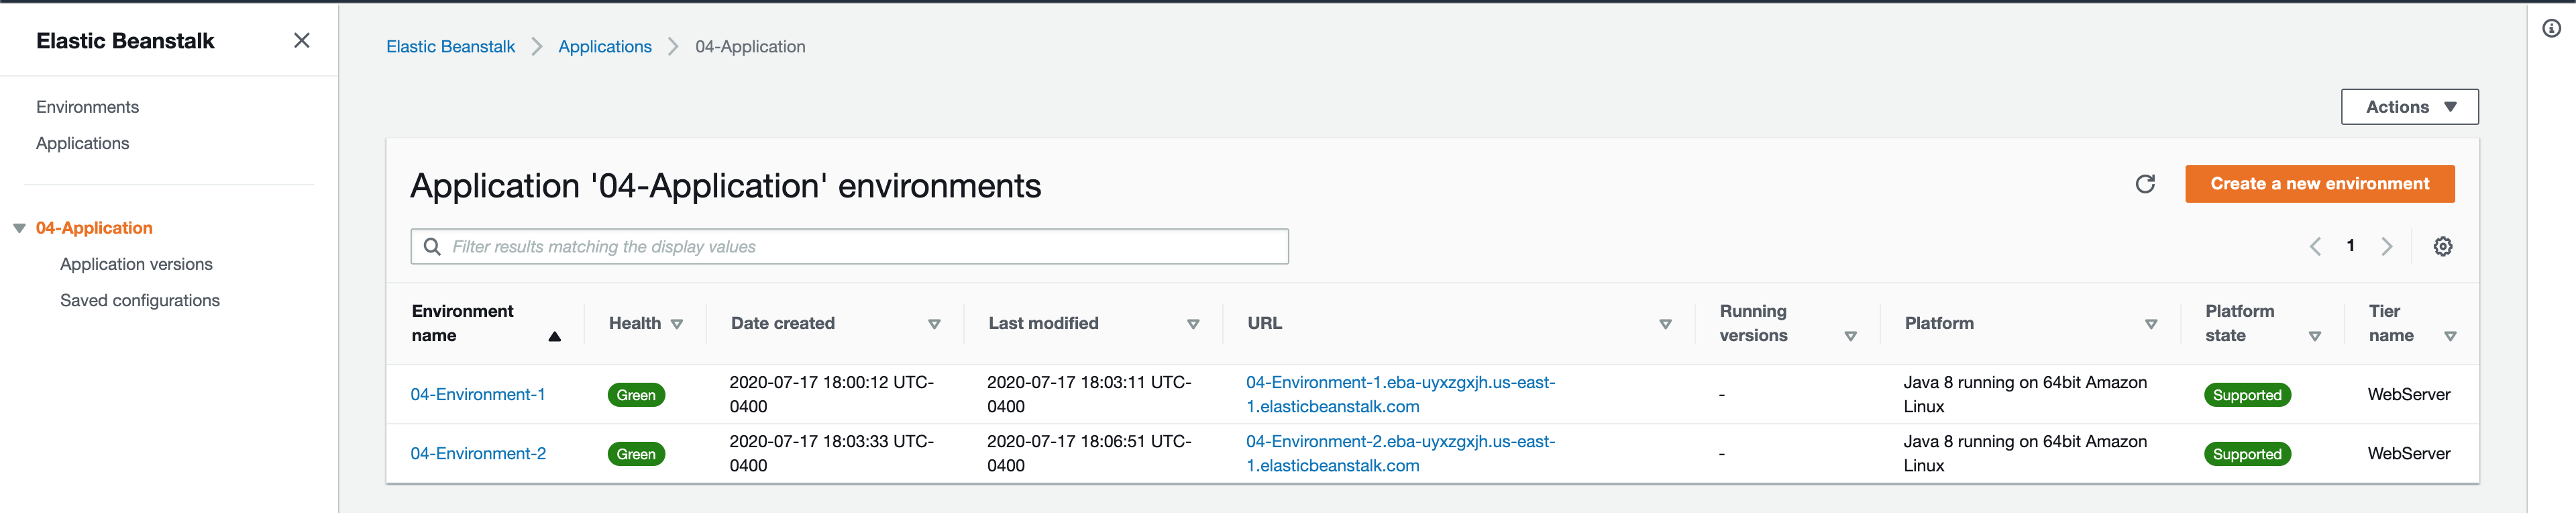 Elastic Beanstalk
Environments
Applications
04-Application
Application versions
Saved configurations
Elastic Beanstalk > Applications > 04-Application
Actions
Application '04-Application' environments
Create a new environment
Filter results matching the display values
1
Environment name Health Date created Last modified URL Running versions Platform Platform state Tier name
04-Environment-1 Green 2020-07-17 18:00:12 UTC-0400 2020-07-17 18:03:11 UTC-0400 04-Environment-1.eba-uyxzgxjh.us-east-1.elasticbeanstalk.com - Java 8 running on 64bit Amazon Linux Supported WebServer
04-Environment-2 Green 2020-07-17 18:03:33 UTC-0400 2020-07-17 18:06:51 UTC-0400 04-Environment-2.eba-uyxzgxjh.us-east-1.elasticbeanstalk.com - Java 8 running on 64bit Amazon Linux Supported WebServer